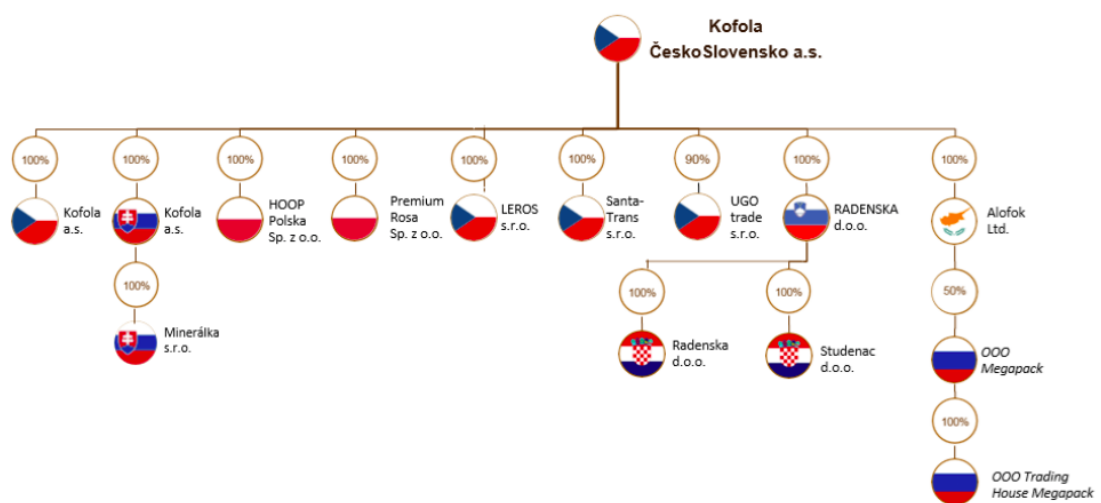 Kofola
ČeskoSlovensko a.s.
100%
100%
100%
100%
100%
100%
90%
100%
100%
Kofola
a.s.
Kofola
a.s.
HOOP
Polska
Sp. z o.o.
Premium
Rosa
Sp. z o.o.
LEROS
s.r.o.
Santa-
Trans
s.r.o.
UGO
trade
s.r.o.
RADENSKA
d.o.o.
Alofok
Ltd.
100%
100%
100%
50%
Minerálka
s.r.o.
Radenska
d.o.o.
Studenac
d.o.o.
OOO
Megapack
100%
OOO Trading
House Megapack